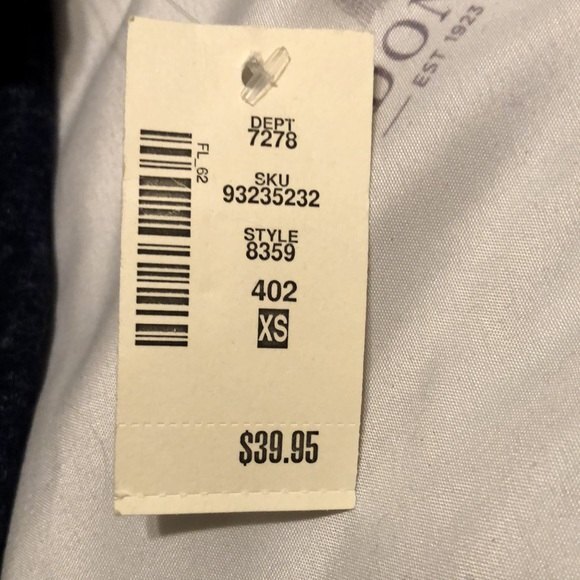 DEPT
7278
FL_62
SKU
93235232
STYLE
8359
402
XS
$39.95
EST 1923